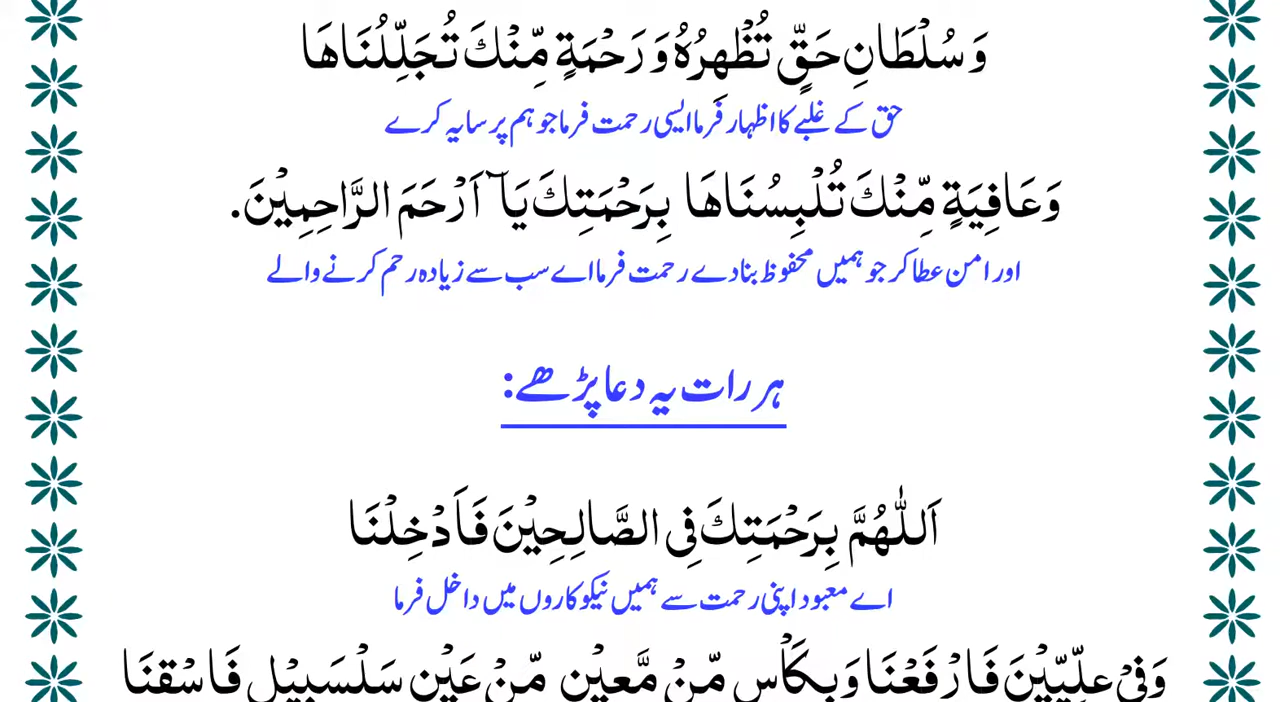 وَ سُلْطَانِ حَقٍّ تُظْهِرُهُ وَ رَحْمَةٍ مِّنْكَ تُجَلِّلُنَاهَا
حق کے غلبے کا اظہار فرما ایسی رحمت فرما جو ہم پر سایہ کرے
وَ عَافِيَةٍ مِّنْكَ تُلْبِسُنَاهَا بِرَحْمَتِكَ يَآ اَرْحَمَ الرَّاحِمِيْنَ.
اور امن عطا کر جو ہمیں محفوظ بنا دے رحمت فرما اے سب سے زیادہ رحم کرنے والے
ہر رات یہ دعا پڑھے:
اَللّٰهُمَّ بِرَحْمَتِكَ فِى الصَّالِحِيْنَ فَاَدْخِلْنَا
اے معبود اپنی رحمت سے ہمیں نیکوکاروں میں داخل فرما
وَفِىْ عِلِّيِّيْنَ فَارْفَعْنَا وَ بِكَاْسٍ مِّنْ مَّعِيْنٍ مِّنْ عَيْنٍ سَلْسَبِيْلٍ فَاسْقِنَا